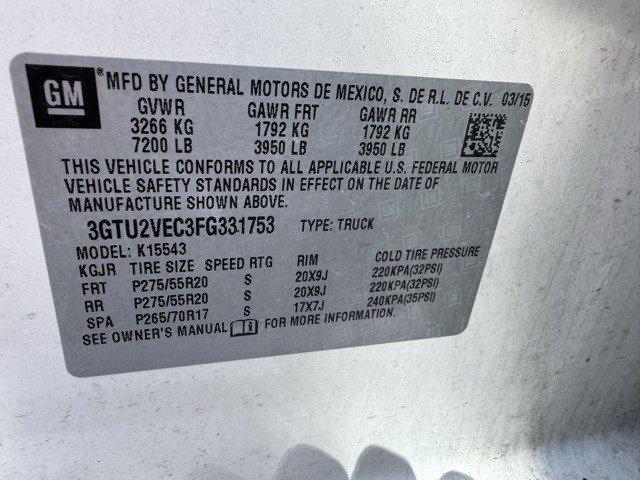 GM ® MFD BY GENERAL MOTORS DE MEXICO, S. DE R.L. DE C.V. 03/15
GVWR GAWR FRT GAWR RR
3266 KG 1792 KG 1792 KG
7200 LB 3950 LB 3950 LB
THIS VEHICLE CONFORMS TO ALL APPLICABLE U.S. FEDERAL MOTOR
VEHICLE SAFETY STANDARDS IN EFFECT ON THE DATE OF
MANUFACTURE SHOWN ABOVE.
3GTU2VEC3FG331753 TYPE: TRUCK
MODEL: K15543
KGJR TIRE SIZE SPEED RTG RIM COLD TIRE PRESSURE
FRT P275/55R20 S 20X9J 220KPA(32PSI)
RR P275/55R20 S 20X9J 220KPA(32PSI)
SPA P265/70R17 S 17X7J 240KPA(35PSI)
SEE OWNER'S MANUAL FOR MORE INFORMATION.